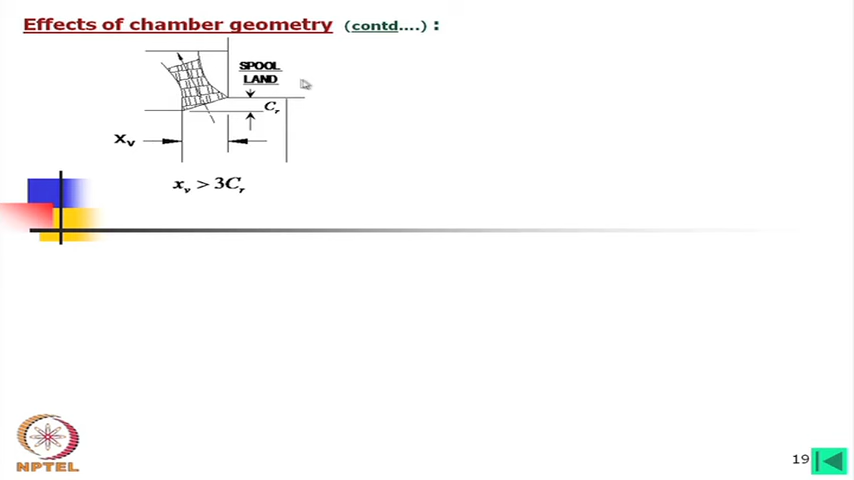 Effects of chamber geometry (contd....) :
SPOOL
LAND
Cr
xv
xv > 3Cr
19
NPTEL